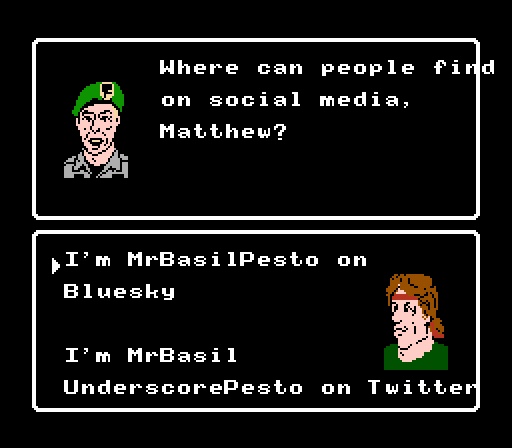 Where can people find
on social media,
Matthew?
I'm MrBasilPesto on
Bluesky
I'm MrBasil
UnderscorePesto on Twitter